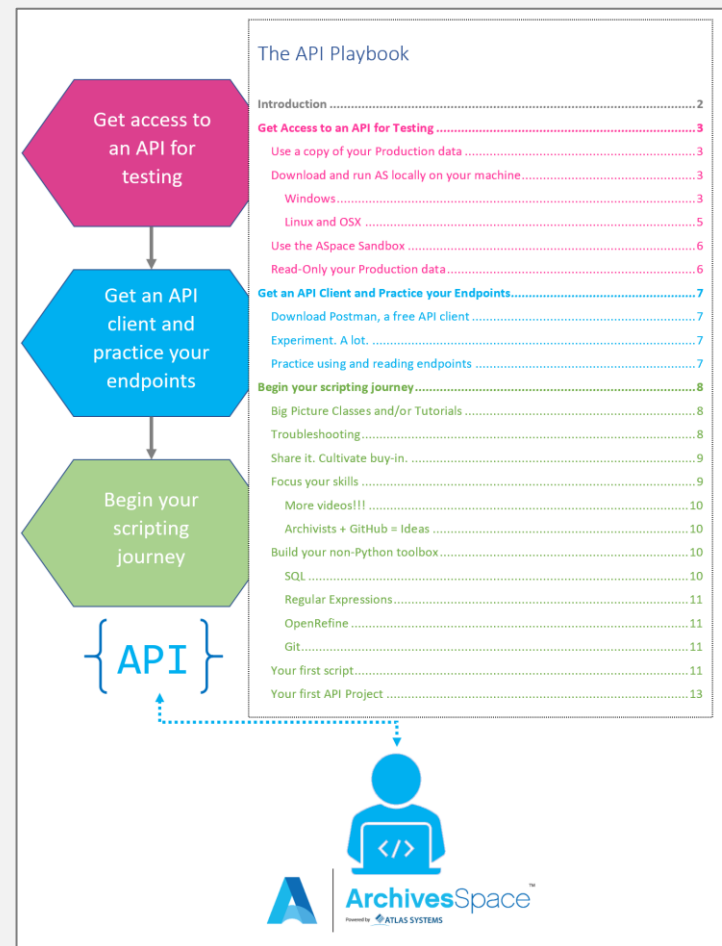 The API Playbook
Introduction 2
Get Access to an API for Testing 3
Use a copy of your Production data 3
Download and run AS locally on your machine 3
Windows 3
Linux and OSX 5
Use the ASpace Sandbox 6
Read-Only your Production data 6
Get an API Client and Practice your Endpoints 7
Download Postman, a free API client 7
Experiment. A lot. 7
Practice using and reading endpoints 7
Begin your scripting journey 8
Big Picture Classes and/or Tutorials 8
Troubleshooting 8
Share it. Cultivate buy-in. 9
Focus your skills 9
More videos!!! 10
Archivists + GitHub = Ideas 10
Build your non-Python toolbox 10
SQL 10
Regular Expressions 11
OpenRefine 11
Git 11
Your first script 11
Your first API Project 13
Get access to
an API for
testing
Get an API
client and
practice your
endpoints
Begin your
scripting
journey
{API}
</>
ArchivesSpace™
Powered by ATLAS SYSTEMS